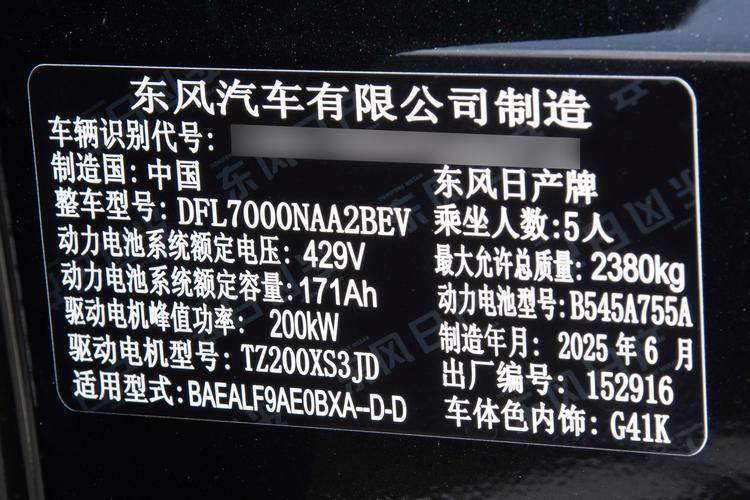 东风汽车有限公司制造
车辆识别代号:
制造国: 中国
东风日产牌
整车型号: DFL7000NAA2BEV
乘坐人数: 5人
动力电池系统额定电压: 429V
最大允许总质量: 2380kg
动力电池系统额定容量: 171Ah
动力电池型号: B545A755A
驱动电机峰值功率: 200kW
制造年月: 2025年6月
驱动电机型号: TZ200XS3JD
出厂编号: 152916
适用型式: BAEALF9AE0BXA-D-D
车体色内饰: G41K